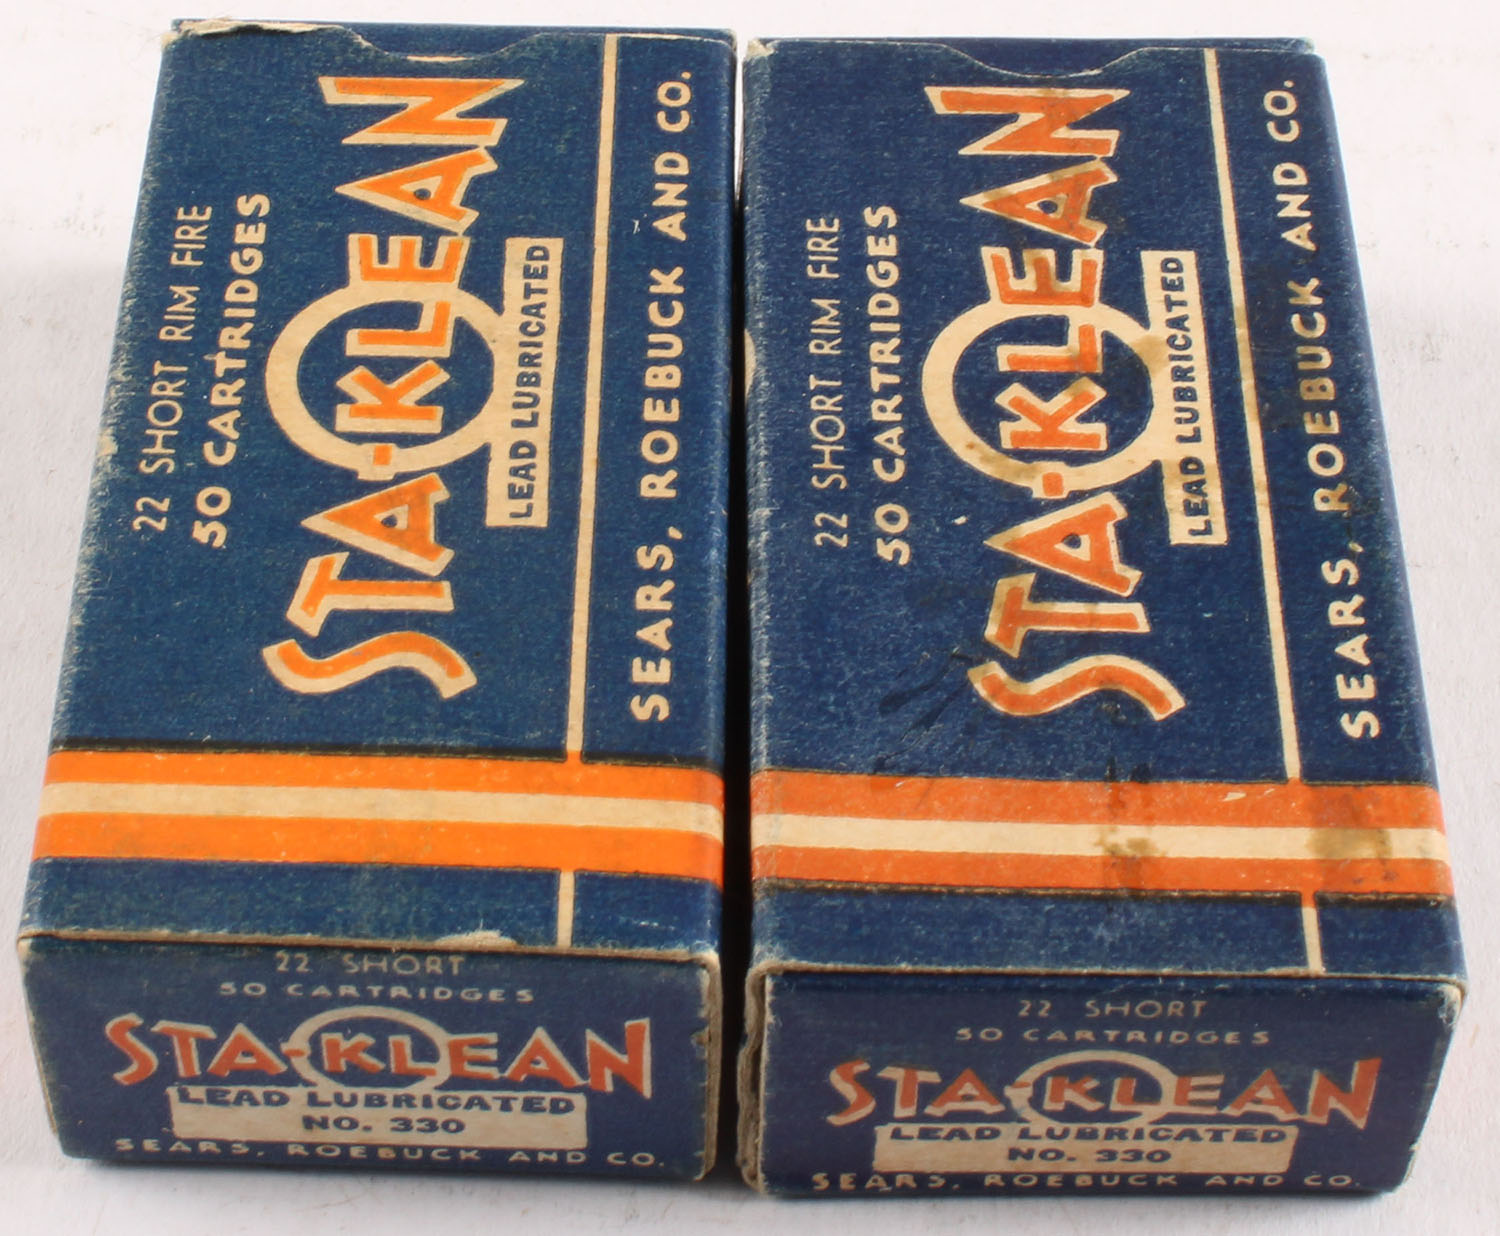 22 SHORT RIM FIRE
50 CARTRIDGES
STA-KLEAN
LEAD LUBRICATED
SEARS, ROEBUCK AND CO.
22 SHORT
50 CARTRIDGES
STA-KLEAN
LEAD LUBRICATED
NO. 330
SEARS, ROEBUCK AND CO.
22 SHORT RIM FIRE
50 CARTRIDGES
STA-KLEAN
LEAD LUBRICATED
SEARS, ROEBUCK AND CO.
22 SHORT
50 CARTRIDGES
STA-KLEAN
LEAD LUBRICATED
NO. 330
SEARS, ROEBUCK AND CO.